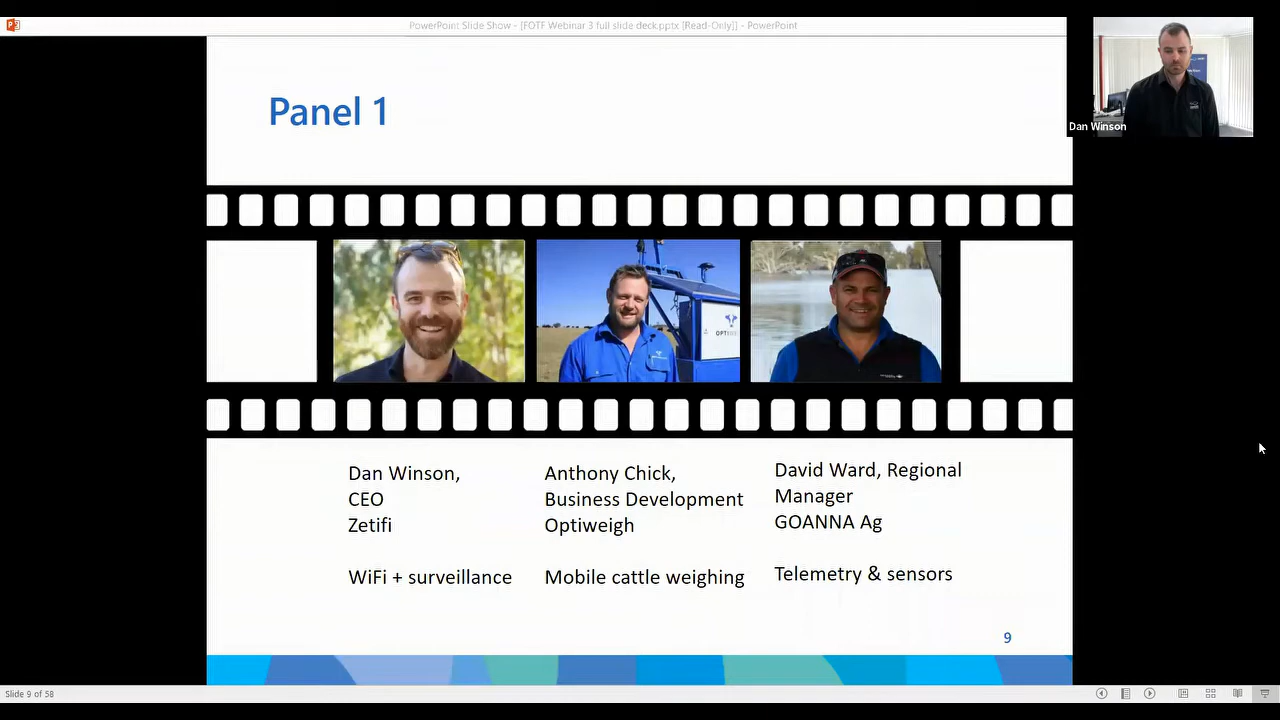 PowerPoint Slide Show - [FOTF Webinar 3 full slide deck.pptx [Read-Only]] - PowerPoint
Dan Winson
Panel 1
OPTI
Dan Winson,
CEO
Zetifi
WiFi + surveillance
Anthony Chick,
Business Development
Optiweigh
Mobile cattle weighing
David Ward, Regional
Manager
GOANNA Ag
Telemetry & sensors
9
Slide 9 of 58